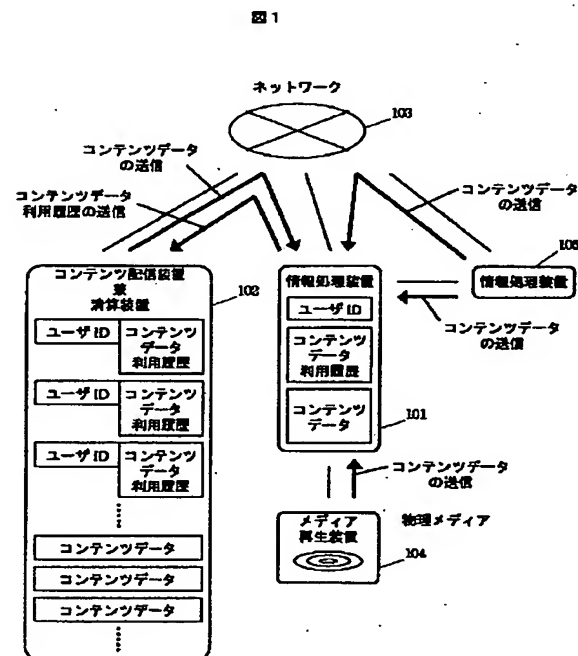 図1
ネットワーク
103
コンテンツデータ
の送信
コンテンツデータ
利用履歴の送信
コンテンツデータ
の送信
105
コンテンツ配信装置
兼
清算装置
102
ユーザID
コンテンツ
データ
利用履歴
ユーザID
コンテンツ
データ
利用履歴
ユーザID
コンテンツ
データ
利用履歴
コンテンツデータ
コンテンツデータ
コンテンツデータ
情報処理装置
ユーザID
コンテンツ
データ
利用履歴
コンテンツ
データ
101
情報処理装置
コンテンツデータ
の送信
コンテンツデータ
の送信
メディア
再生装置
物理メディア
104